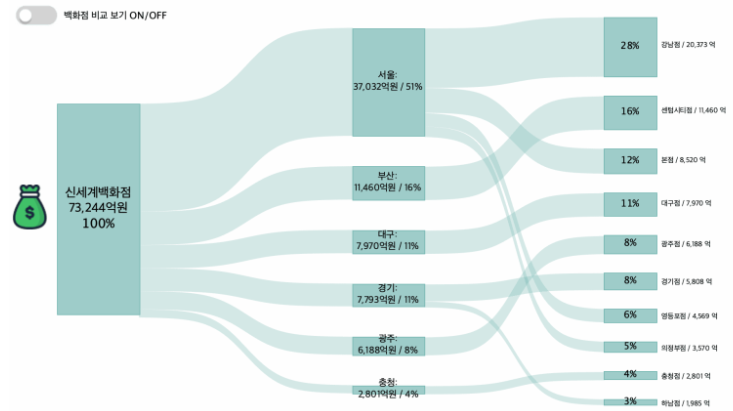 백화점 비교 보기 ON/OFF
신세계백화점
73,244억원
100%
서울:
37,032억원 / 51%
부산:
11,460억원 / 16%
대구:
7,970억원 / 11%
경기:
7,793억원 / 11%
광주:
6,188억원 / 8%
충청:
2,801억원 / 4%
28% 강남점 / 20,373 억
16% 센텀시티점 / 11,460 억
12% 본점 / 8,520 억
11% 대구점 / 7,970 억
8% 광주점 / 6,188 억
8% 경기점 / 5,808 억
6% 영등포점 / 4,569 억
5% 의정부점 / 3,570 억
4% 충청점 / 2,801 억
3% 하남점 / 1,985 억
$